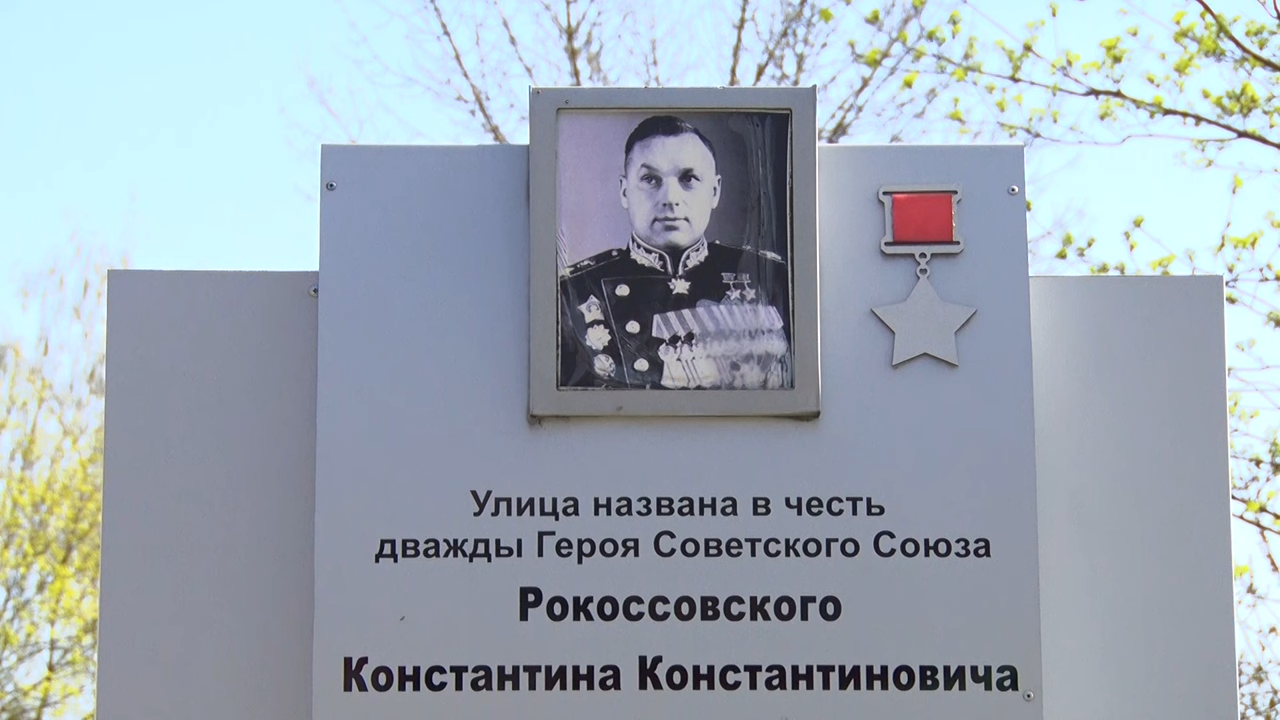 Улица названа в честь
дважды Героя Советского Союза
Рокоссовского
Константина Константиновича